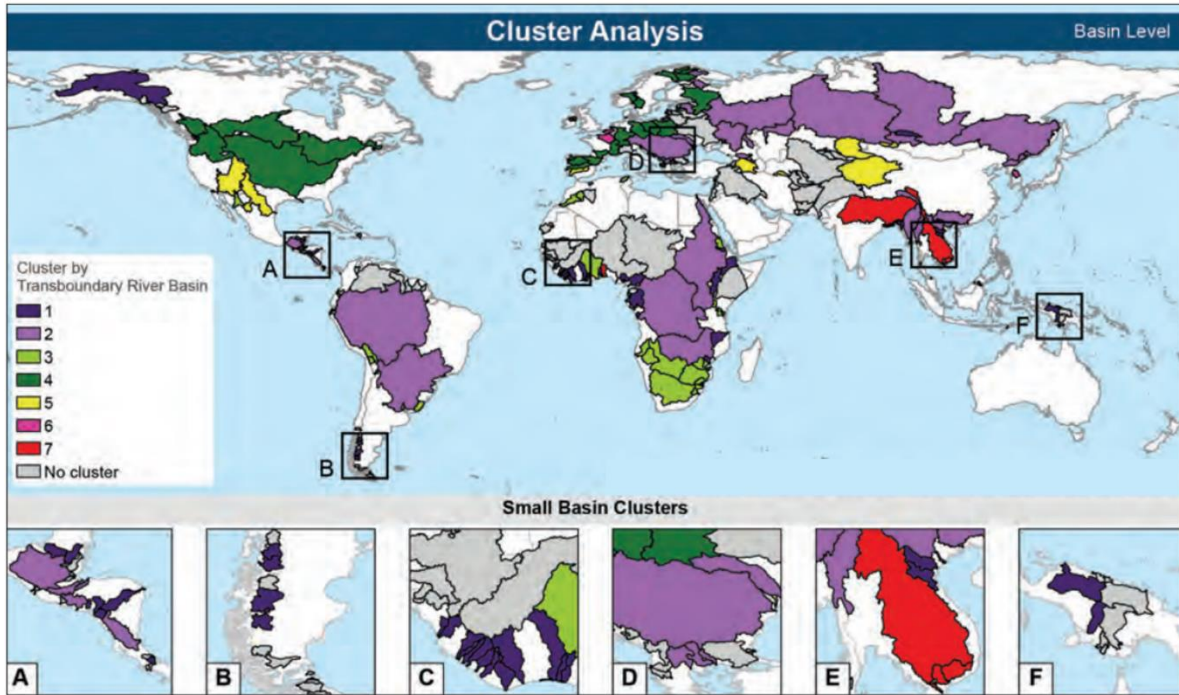 Cluster Analysis
Basin Level
A
B
C
D
E
F
Cluster by
Transboundary River Basin
1
2
3
4
5
6
7
No cluster
Small Basin Clusters
A
B
C
D
E
F